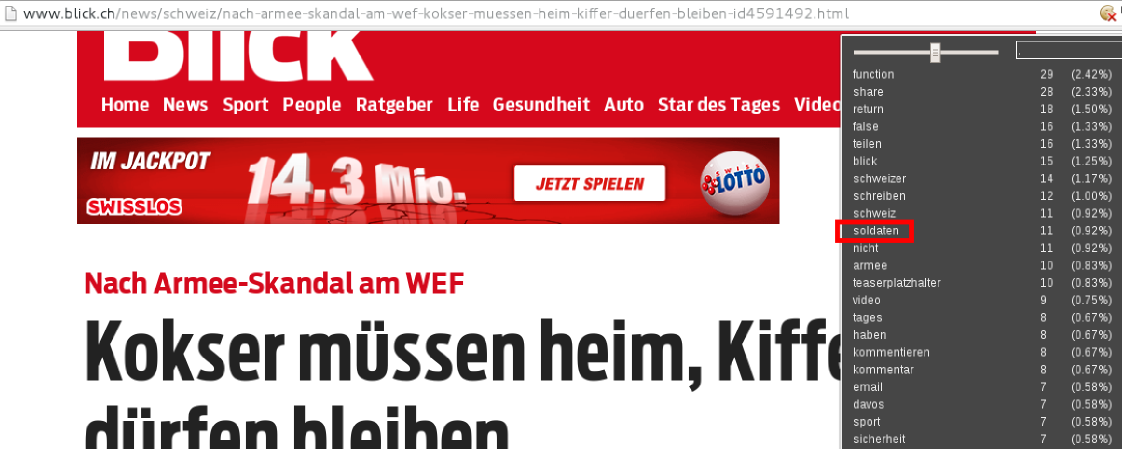 www.blick.ch/news/schweiz/nach-armee-skandal-am-wef-kokser-muessen-heim-kiffer-duerfen-bleiben-id4591492.html
Blick
Home News Sport People Ratgeber Life Gesundheit Auto Star des Tages Video
IM JACKPOT
14.3 Mio.
JETZT SPIELEN
SWISS
LOTTO
SWISSLOS
Nach Armee-Skandal am WEF
Kokser müssen heim, Kiffe
dürfen bleiben
function 29 (2.42%)
share 28 (2.33%)
return 18 (1.50%)
false 16 (1.33%)
teilen 16 (1.33%)
blick 15 (1.25%)
schweizer 14 (1.17%)
schreiben 12 (1.00%)
schweiz 11 (0.92%)
soldaten 11 (0.92%)
nicht 11 (0.92%)
armee 10 (0.83%)
teaserplatzhalter 10 (0.83%)
video 9 (0.75%)
tages 8 (0.67%)
haben 8 (0.67%)
kommentieren 8 (0.67%)
kommentar 8 (0.67%)
email 7 (0.58%)
davos 7 (0.58%)
sport 7 (0.58%)
sicherheit 7 (0.58%)